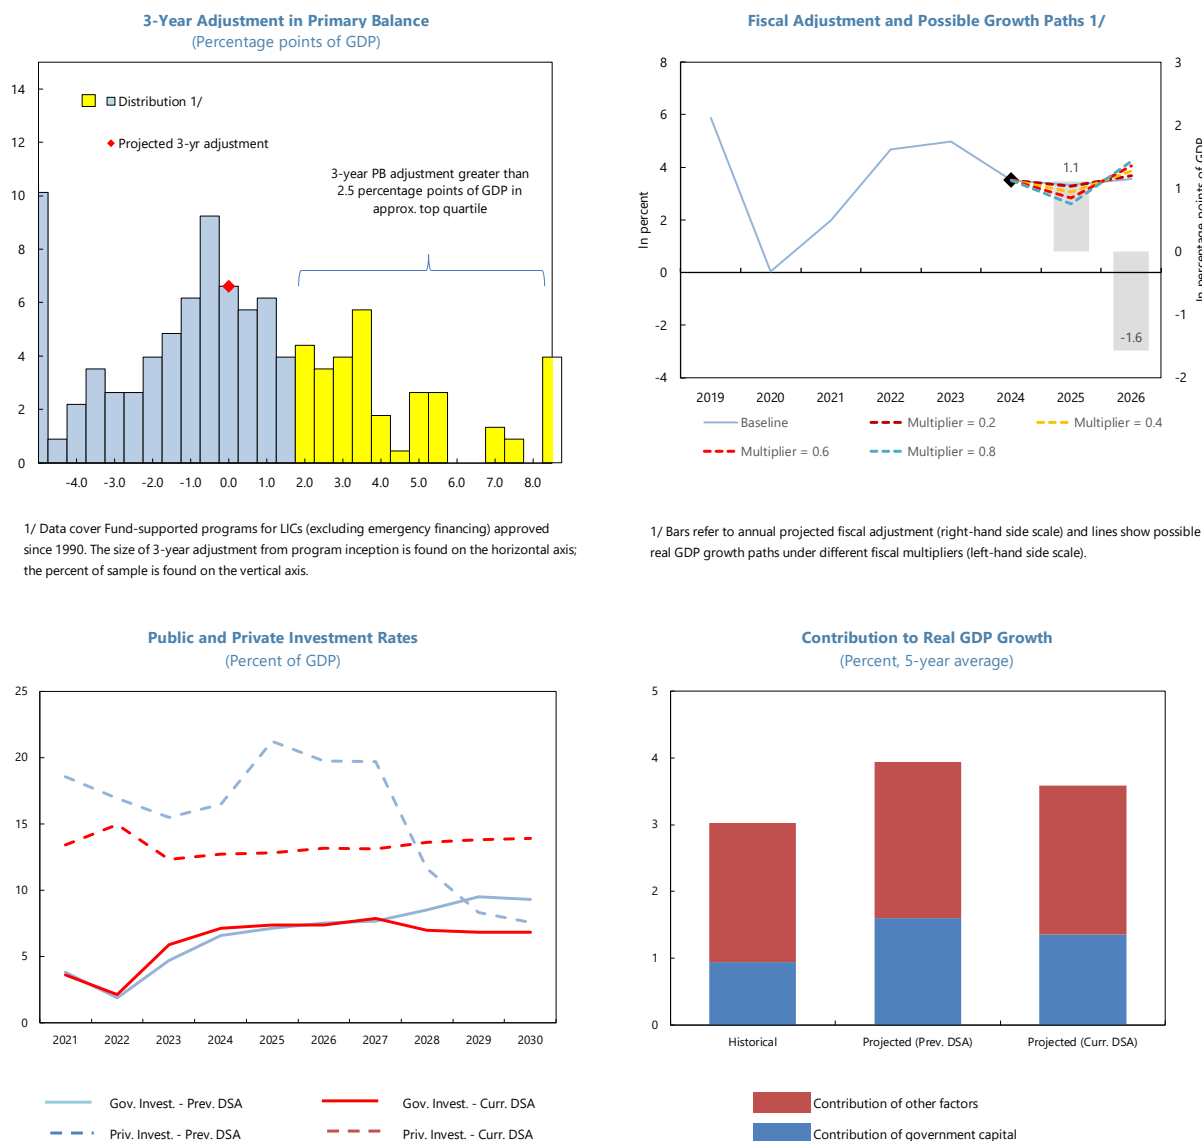 3-Year Adjustment in Primary Balance
(Percentage points of GDP)
14
12
10
8
6
4
2
0
Distribution 1/
Projected 3-yr adjustment
3-year PB adjustment greater than
2.5 percentage points of GDP in
approx. top quartile
-4.0 -3.0 -2.0 -1.0 0.0 1.0 2.0 3.0 4.0 5.0 6.0 7.0 8.0
1/ Data cover Fund-supported programs for LICs (excluding emergency financing) approved
since 1990. The size of 3-year adjustment from program inception is found on the horizontal axis;
the percent of sample is found on the vertical axis.
Fiscal Adjustment and Possible Growth Paths 1/
In percent
8
6
4
2
0
-2
-4
1.1
-1.6
3
2
1
0
-1
-2
In percentage points of GDP
2019 2020 2021 2022 2023 2024 2025 2026
Baseline Multiplier = 0.2 Multiplier = 0.4
Multiplier = 0.6 Multiplier = 0.8
1/ Bars refer to annual projected fiscal adjustment (right-hand side scale) and lines show possible
real GDP growth paths under different fiscal multipliers (left-hand side scale).
Public and Private Investment Rates
(Percent of GDP)
25
20
15
10
5
0
2021 2022 2023 2024 2025 2026 2027 2028 2029 2030
Gov. Invest. - Prev. DSA Gov. Invest. - Curr. DSA
Priv. Invest. - Prev. DSA Priv. Invest. - Curr. DSA
Contribution to Real GDP Growth
(Percent, 5-year average)
5
4
3
2
1
0
Historical Projected (Prev. DSA) Projected (Curr. DSA)
Contribution of other factors
Contribution of government capital